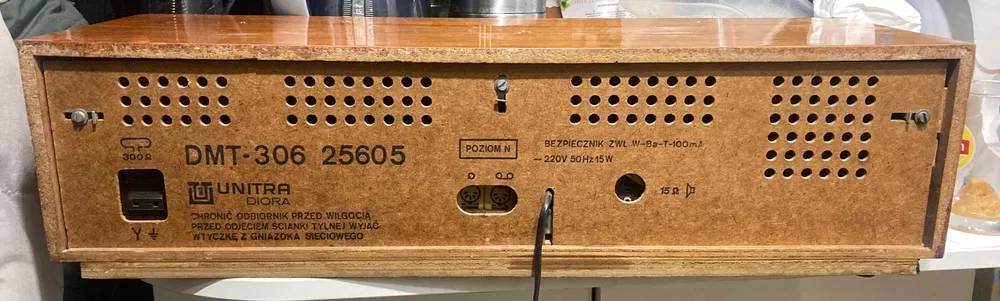 300Ω
DMT-306 25605
UNITRA
DIORA
CHRONIĆ ODBIORNIK PRZED WILGOCIĄ
PRZED ODJĘCIEM ŚCIANKI TYLNEJ WYJĄĆ
WTYCZKĘ Z GNIAZDKA SIECIOWEGO
POZIOM N
BEZPIECZNIK ZWŁ. W-Ba-T-100mA
~220V 50Hz 15W
15Ω